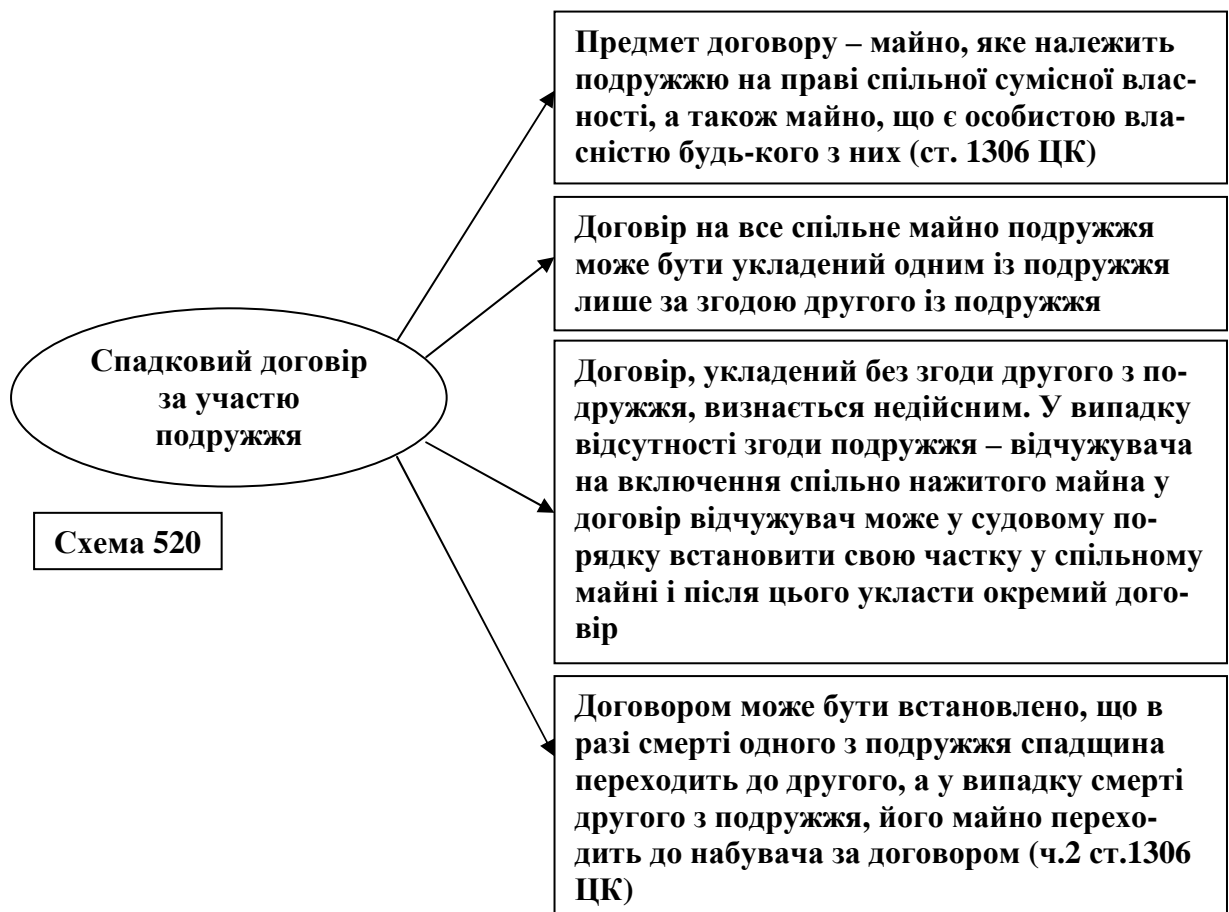 Предмет договору – майно, яке належить
подружжю на праві спільної сумісної влас-
ності, а також майно, що є особистою вла-
сністю будь-кого з них (ст. 1306 ЦК)
Договір на все спільне майно подружжя
може бути укладений одним із подружжя
лише за згодою другого із подружжя
Спадковий договір
за участю
подружжя
Договір, укладений без згоди другого з по-
дружжя, визнається недійсним. У випадку
відсутності згоди подружжя – відчужувача
на включення спільно нажитого майна у
договір відчужувач може у судовому по-
рядку встановити свою частку у спільному
майні і після цього укласти окремий дого-
вір
Схема 520
Договором може бути встановлено, що в
разі смерті одного з подружжя спадщина
переходить до другого, а у випадку смерті
другого з подружжя, його майно перехо-
дить до набувача за договором (ч.2 ст.1306
ЦК)